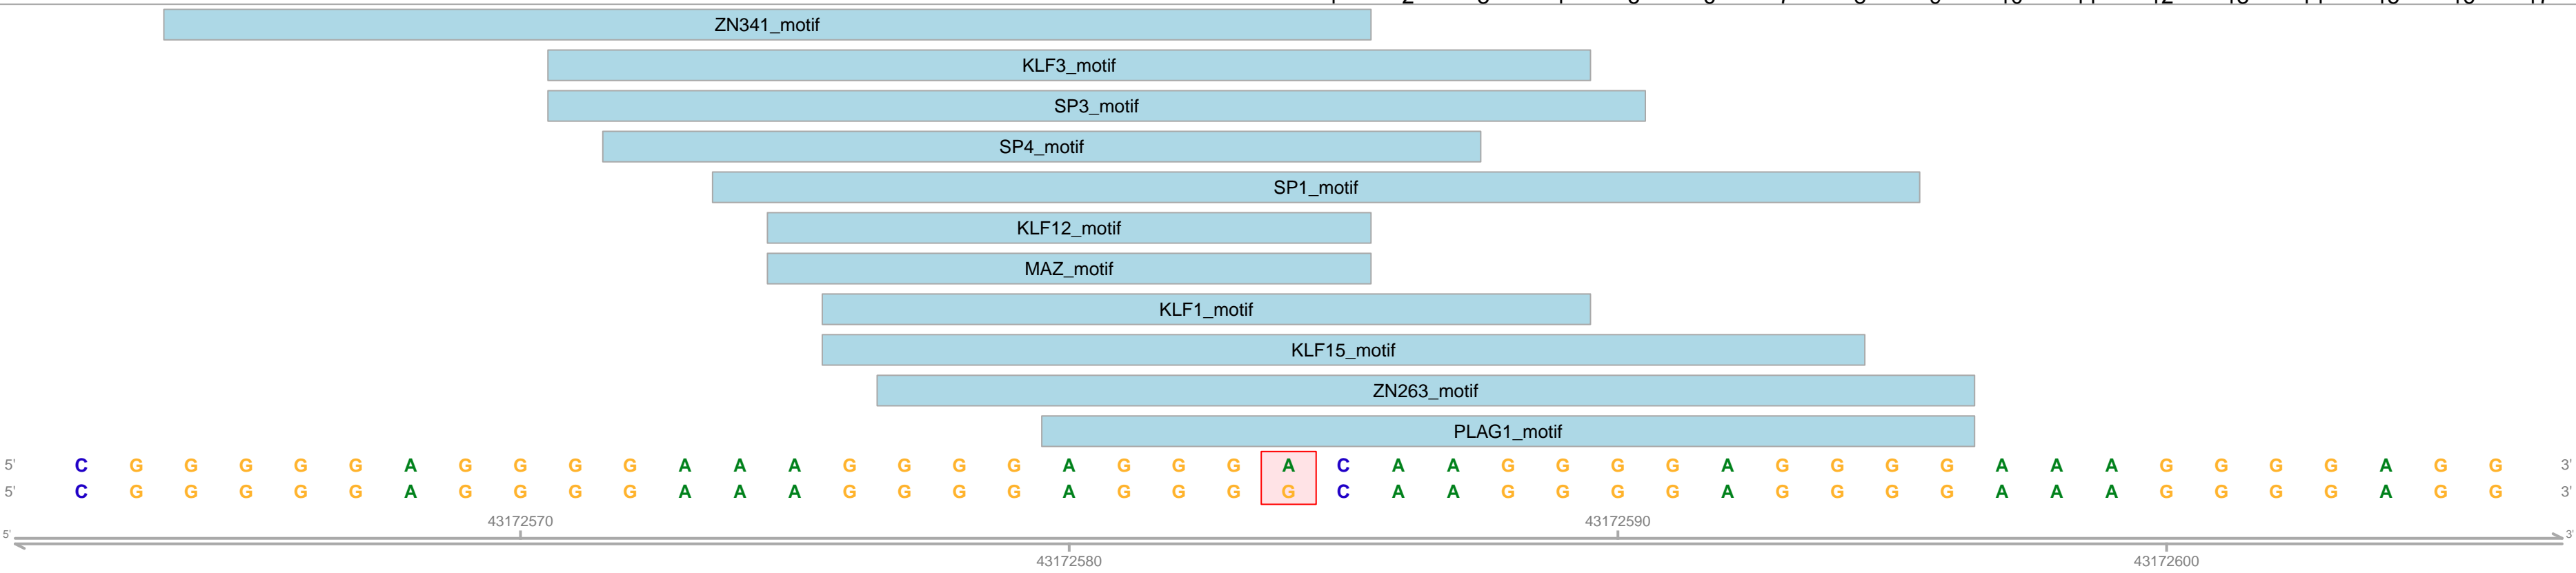 ZN341_motif
KLF3_motif
SP3_motif
SP4_motif
SP1_motif
KLF12_motif
MAZ_motif
KLF1_motif
KLF15_motif
ZN263_motif
PLAG1_motif
5' C G G G G G A G G G G A A A G G G G A G G G A C A A G G G G A G G G G A A A G G G G A G G 3'
5' C G G G G G A G G G G A A A G G G G A G G G G C A A G G G G A G G G G A A A G G G G A G G 3'
43172570 43172590
5' 3'
43172580 43172600